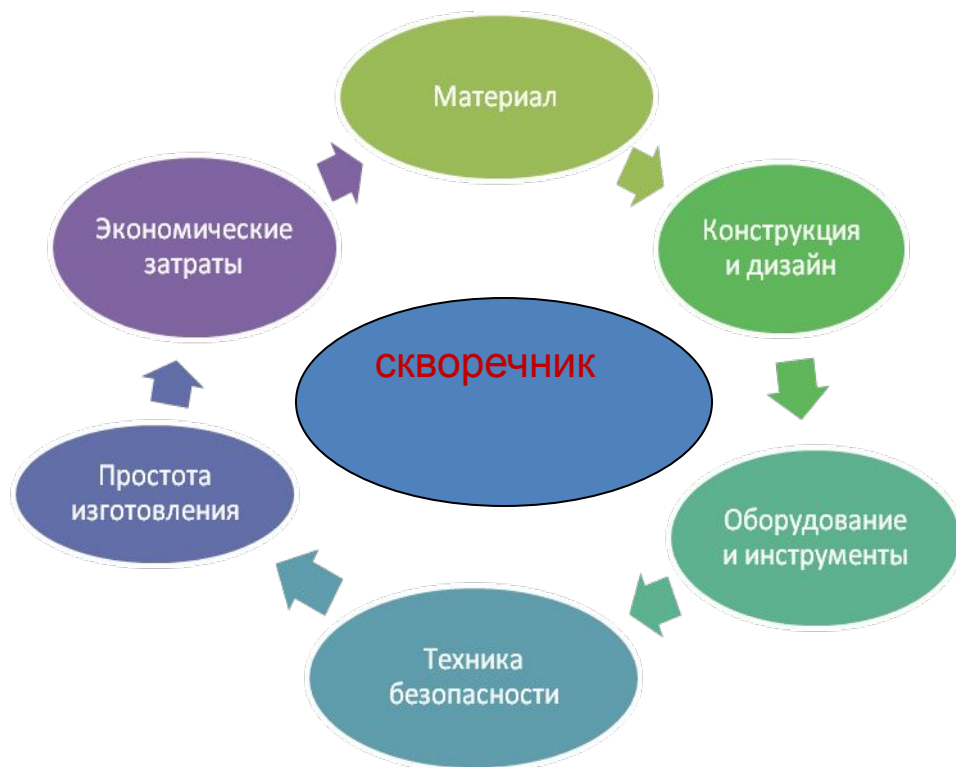 Материал
Конструкция
и дизайн
Оборудование
и инструменты
Техника
безопасности
Простота
изготовления
Экономические
затраты
скворечник